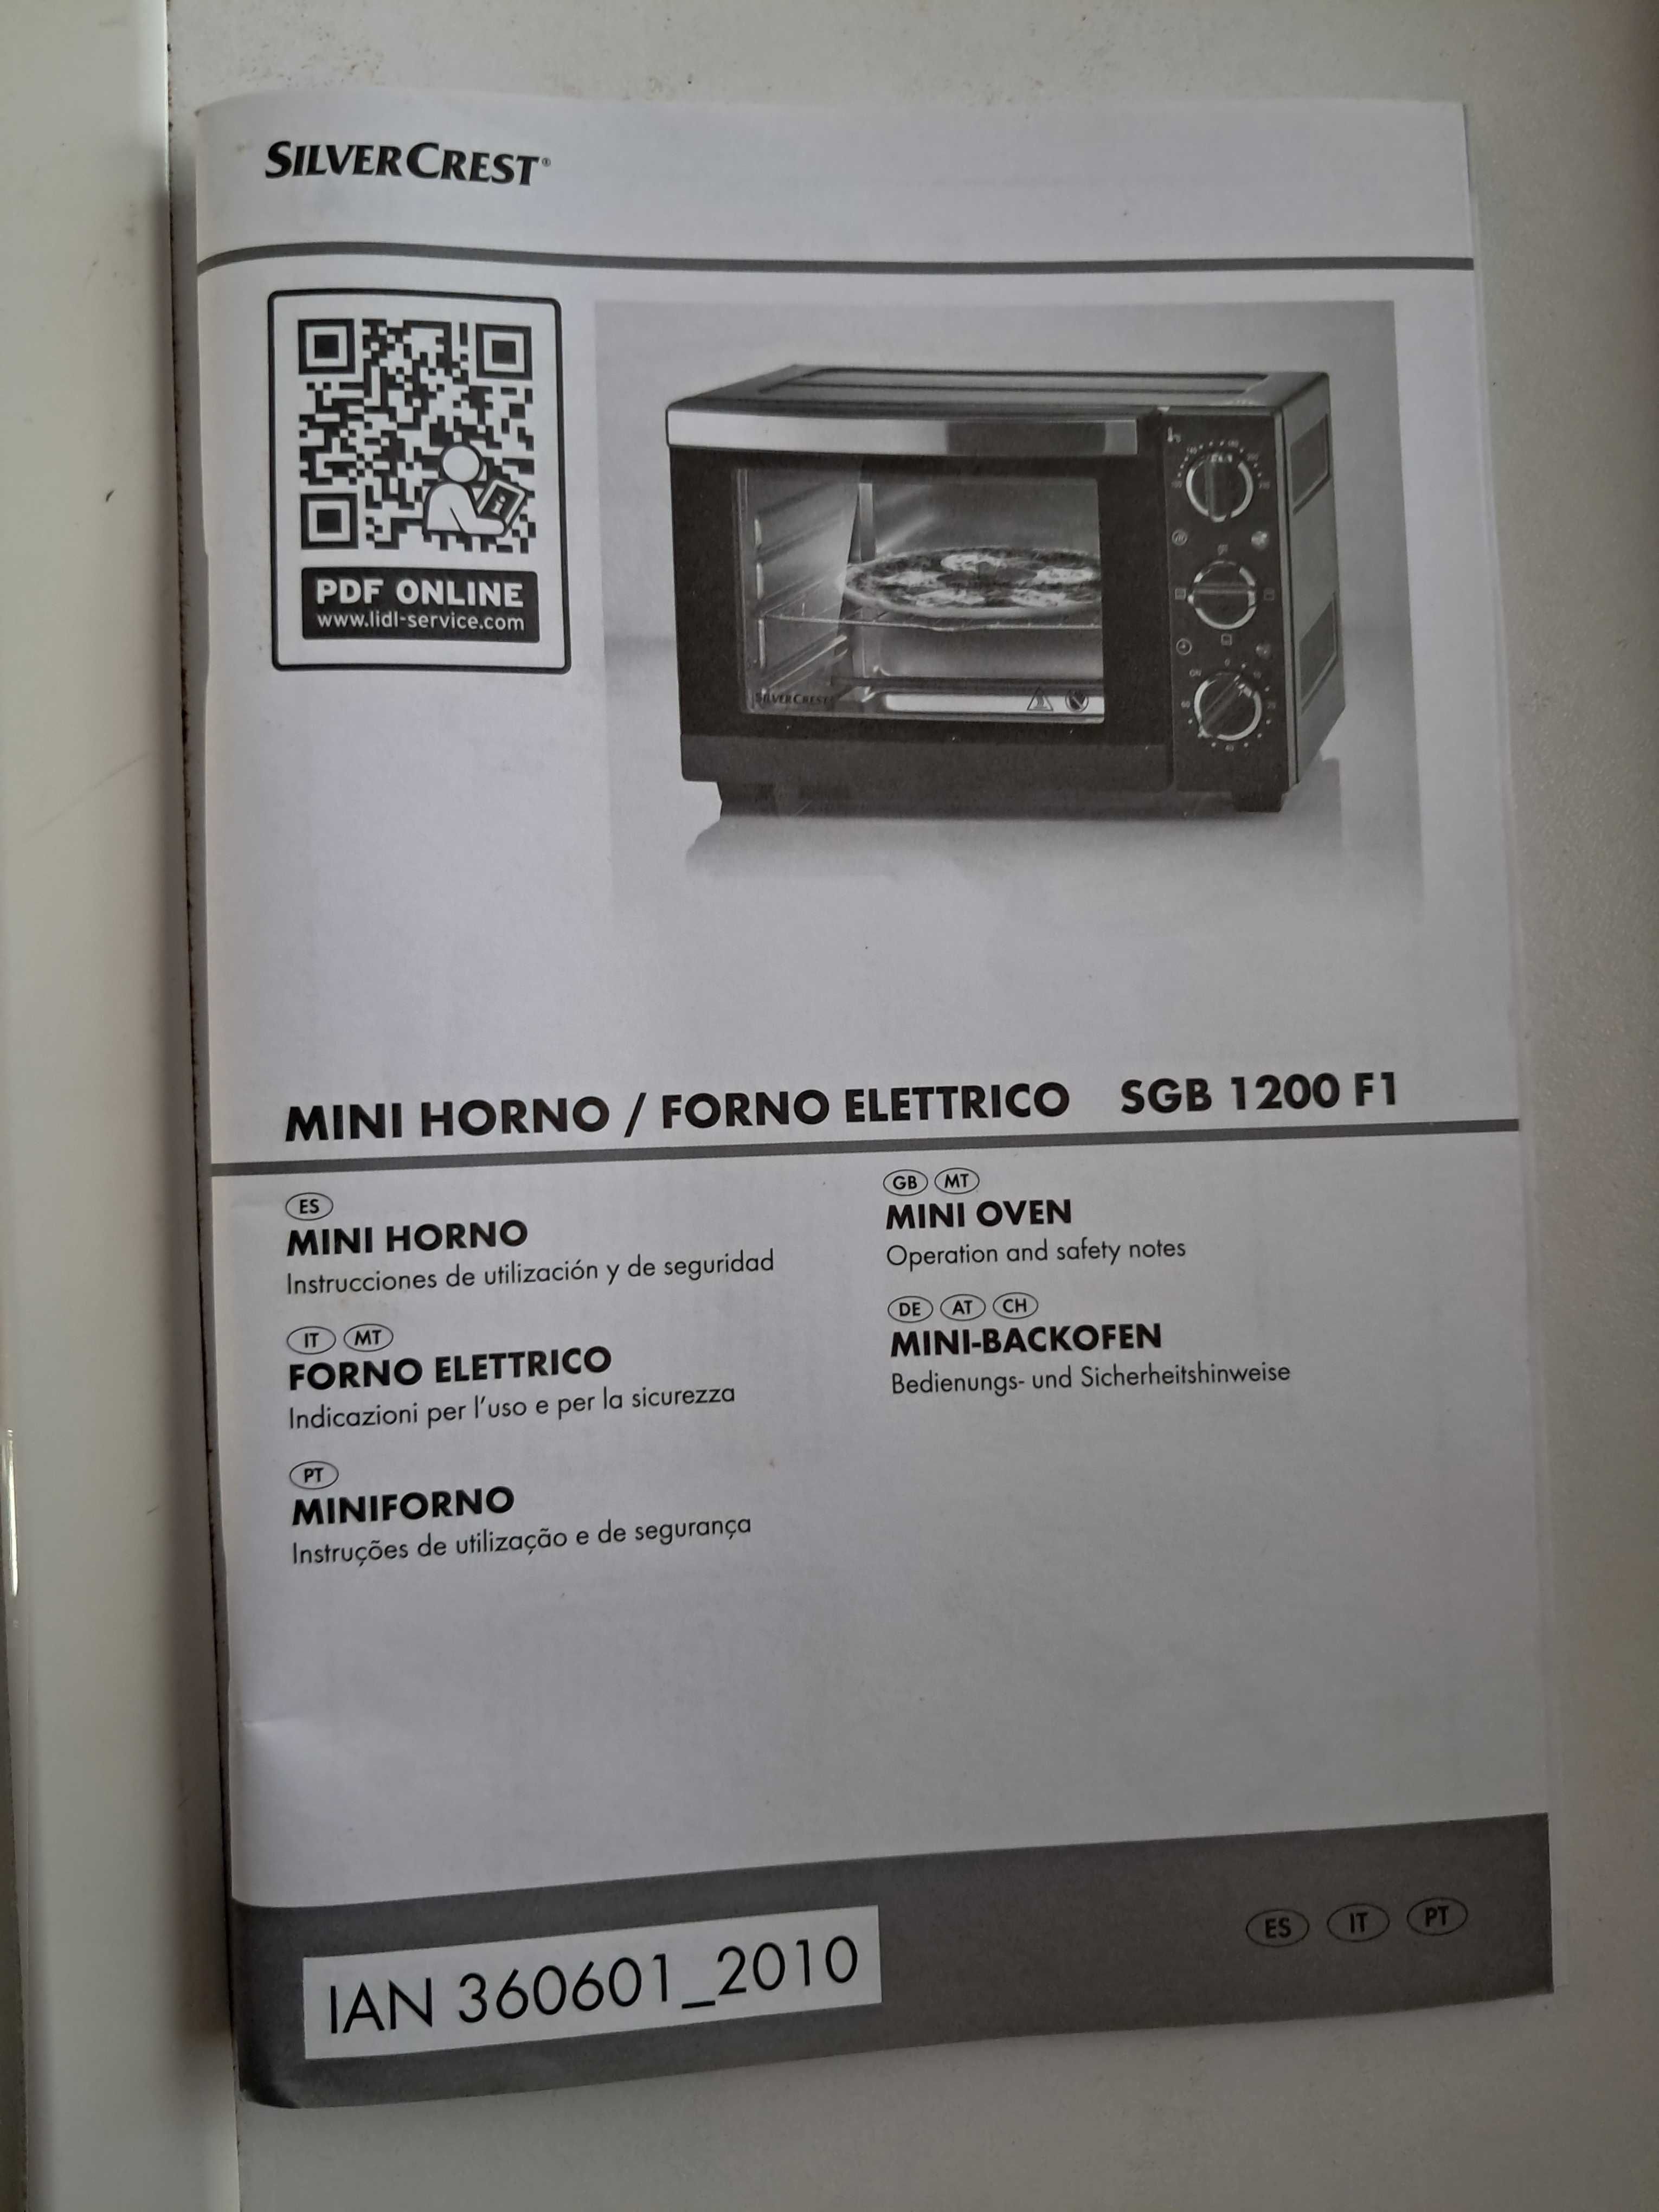 SILVERCREST®
PDF ONLINE
www.lidl-service.com
SILVERCREST
MINI HORNO / FORNO ELETTRICO SGB 1200 F1
ES
MINI HORNO
Instrucciones de utilización y de seguridad
IT MT
FORNO ELETTRICO
Indicazioni per l'uso e per la sicurezza
PT
MINIFORNO
Instruções de utilização e de segurança
GB MT
MINI OVEN
Operation and safety notes
DE AT CH
MINI-BACKOFEN
Bedienungs- und Sicherheitshinweise
IAN 360601_2010
ES IT PT